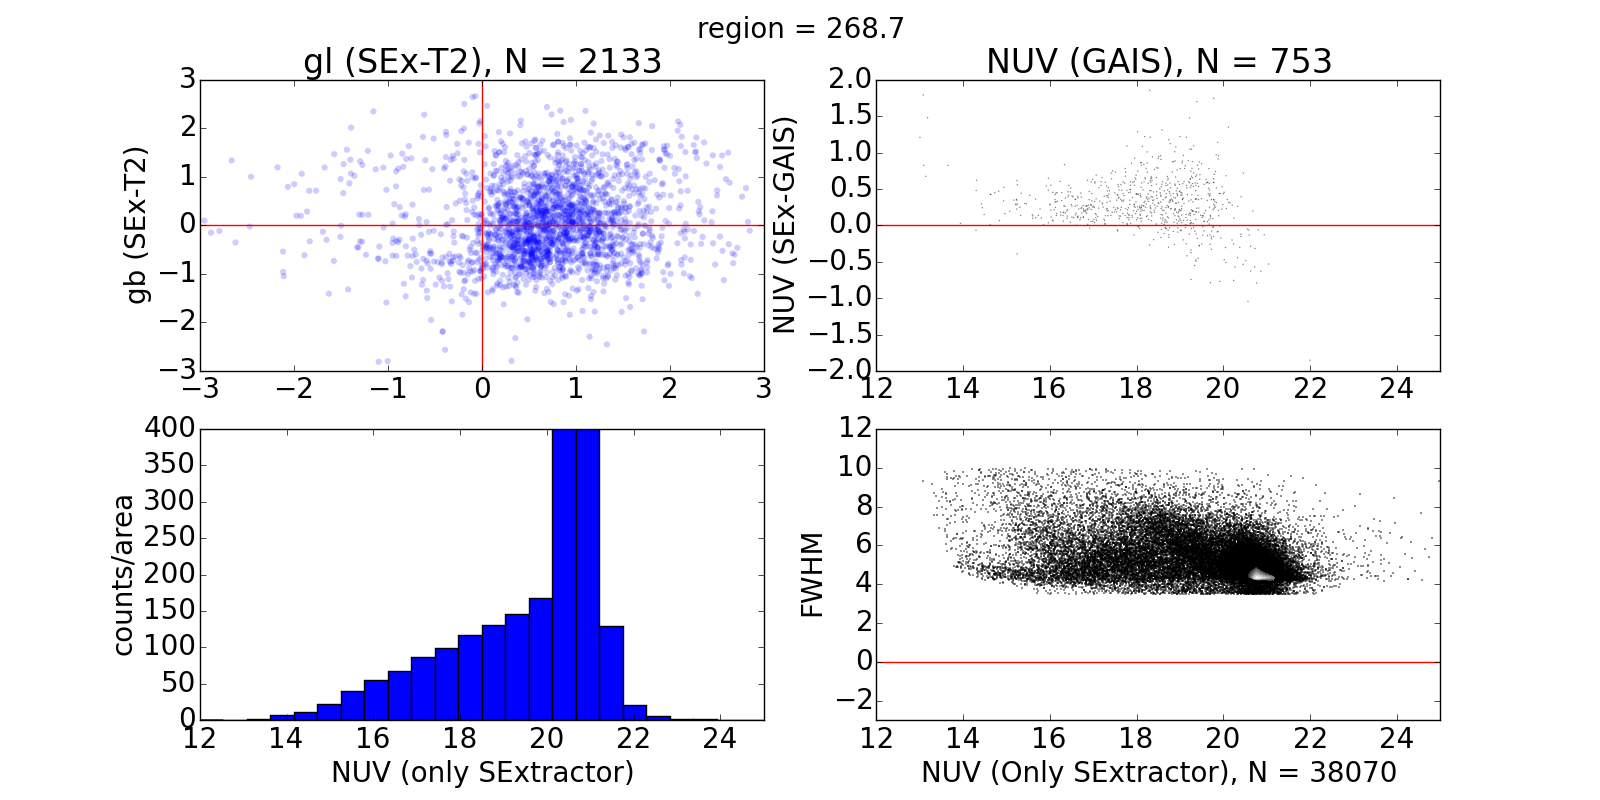 region = 268.7
gl (SEx-T2), N = 2133
NUV (GAIS), N = 753
3
2
1
0
−1
−2
−3
gb (SEx-T2)
−3 −2 −1 0 1 2 3
2.0
1.5
1.0
0.5
0.0
−0.5
−1.0
−1.5
−2.0
NUV (SEx-GAIS)
12 14 16 18 20 22 24
400
350
300
250
200
150
100
50
0
counts/area
12 14 16 18 20 22 24
NUV (only SExtractor)
12
10
8
6
4
2
0
−2
FWHM
12 14 16 18 20 22 24
NUV (Only SExtractor), N = 38070